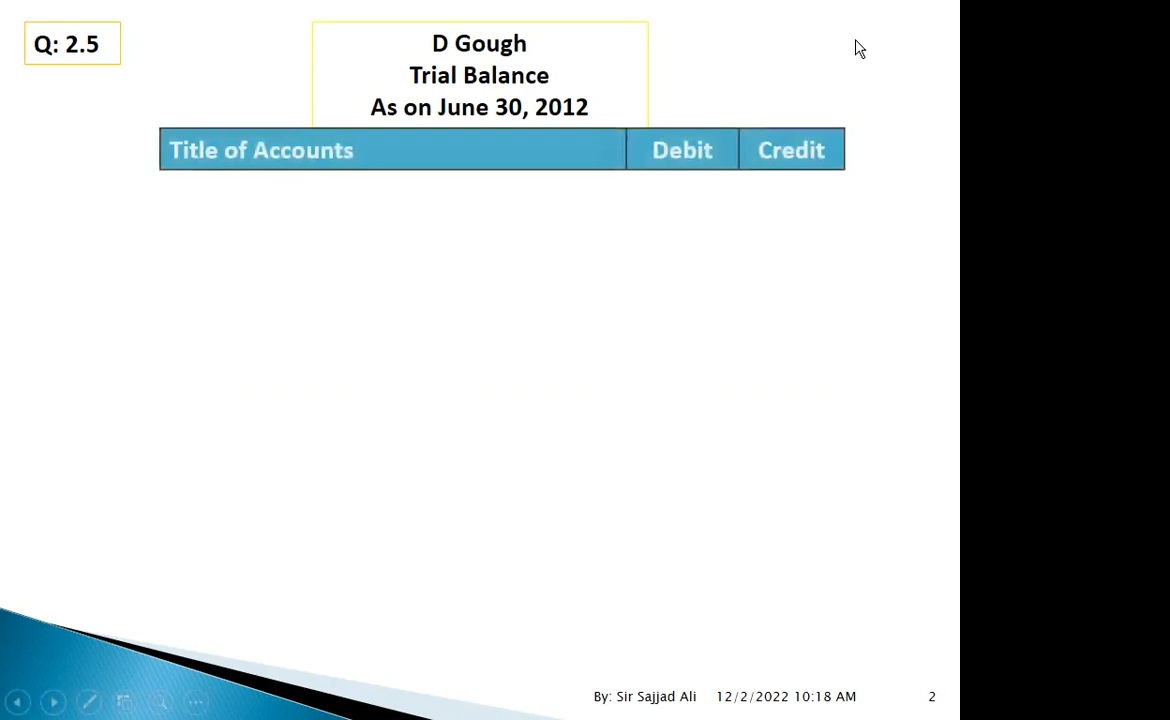 Q: 2.5
D Gough
Trial Balance
As on June 30, 2012
Title of Accounts Debit Credit
By: Sir Sajjad Ali 12/2/2022 10:18 AM 2